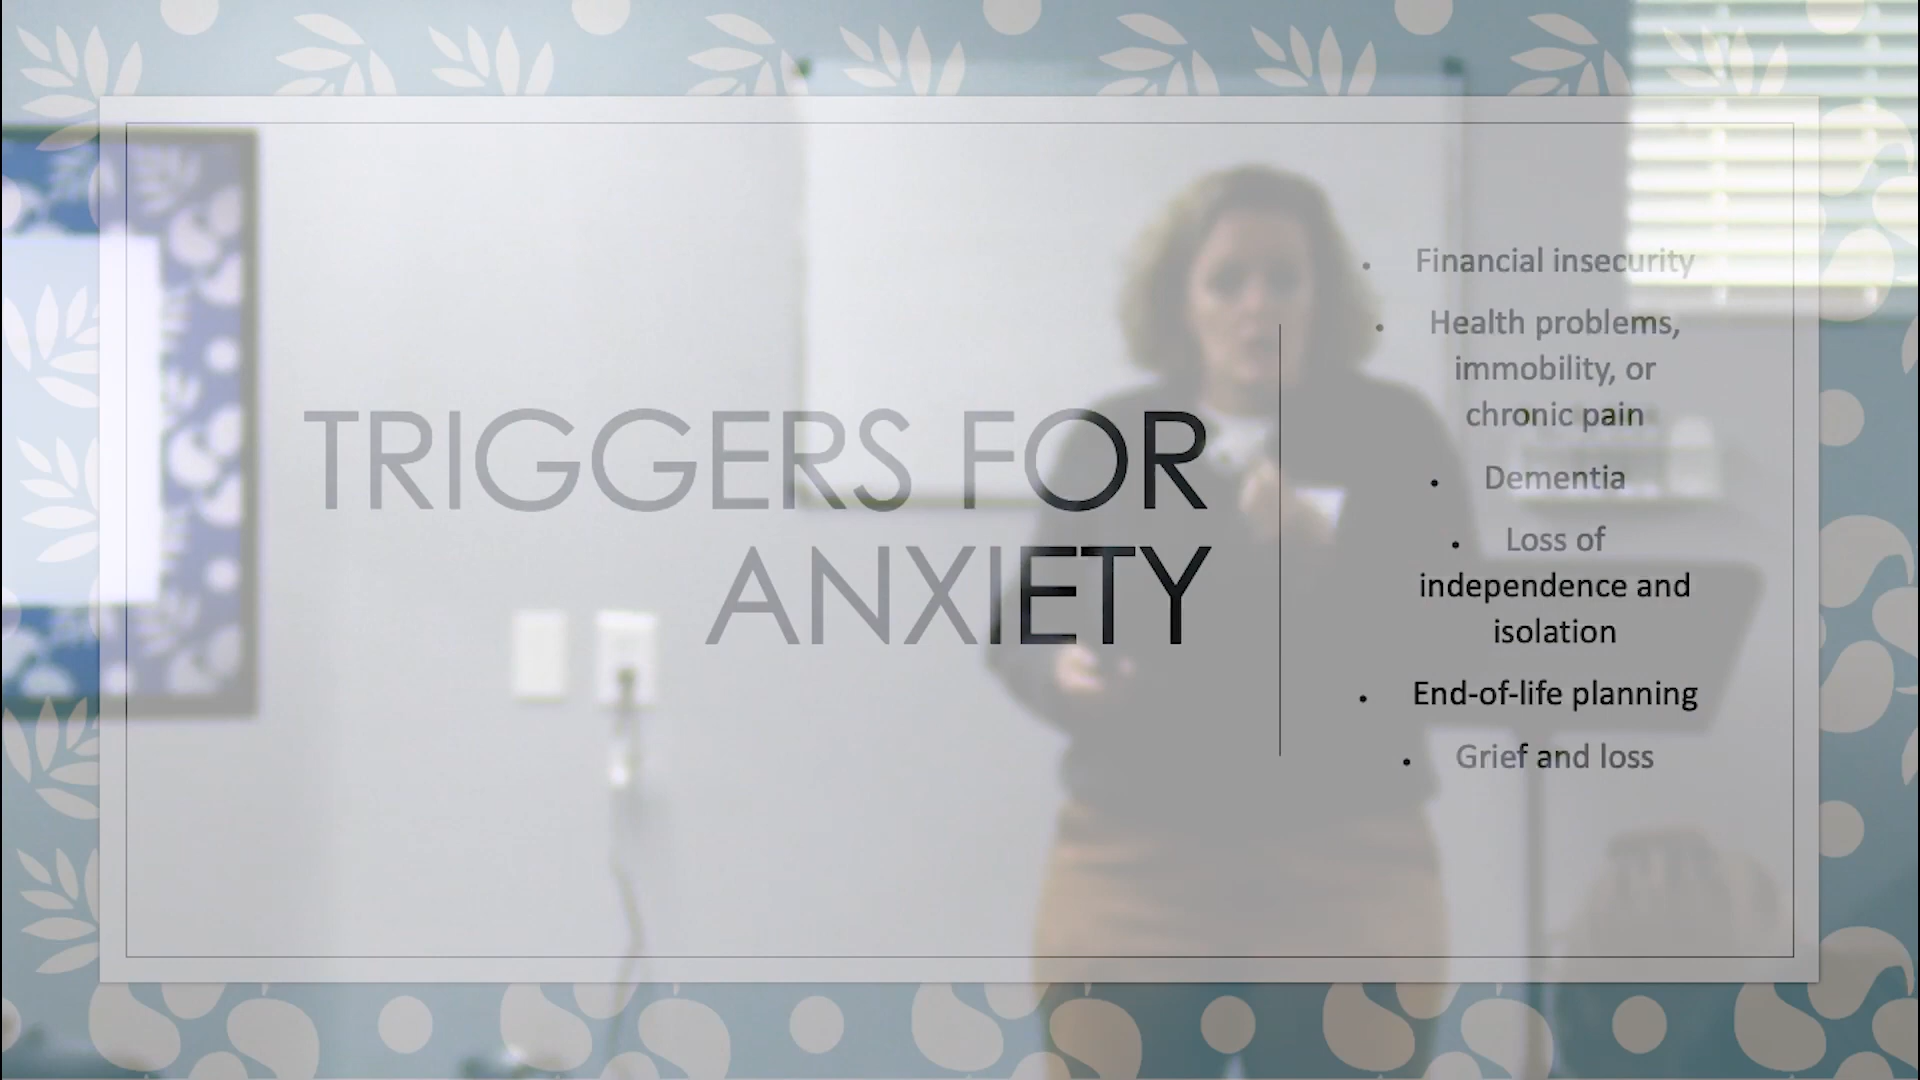 TRIGGERS FOR
ANXIETY
• Financial insecurity
• Health problems,
immobility, or
chronic pain
• Dementia
• Loss of
independence and
isolation
• End-of-life planning
• Grief and loss